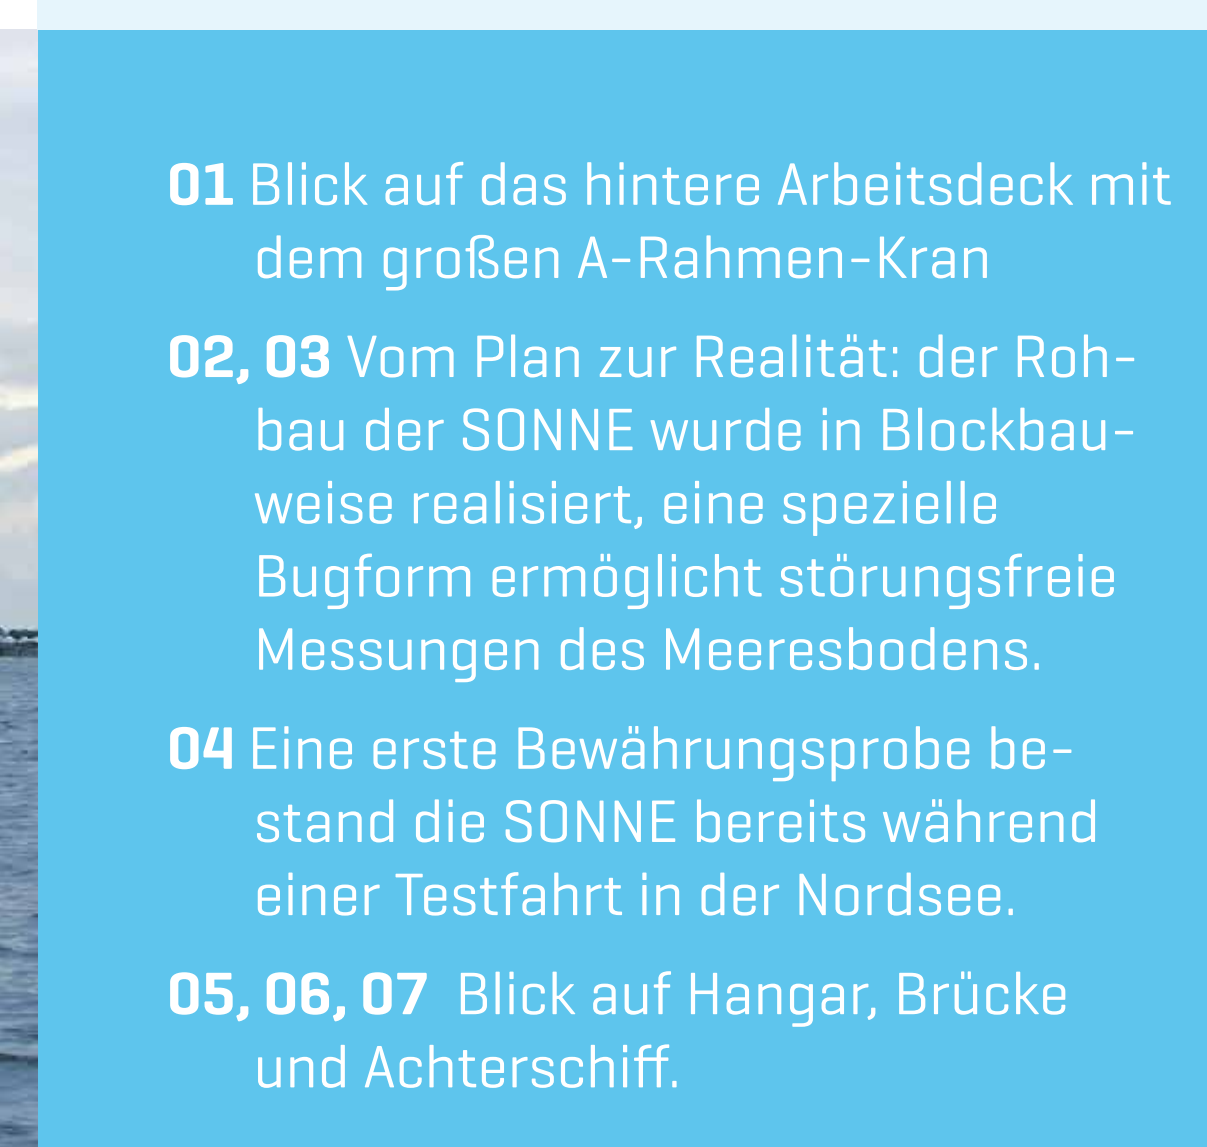 01 Blick auf das hintere Arbeitsdeck mit
dem großen A-Rahmen-Kran
02, 03 Vom Plan zur Realität: der Roh-
bau der SONNE wurde in Blockbau-
weise realisiert, eine spezielle
Bugform ermöglicht störungsfreie
Messungen des Meeresbodens.
04 Eine erste Bewährungsprobe be-
stand die SONNE bereits während
einer Testfahrt in der Nordsee.
05, 06, 07 Blick auf Hangar, Brücke
und Achterschiff.